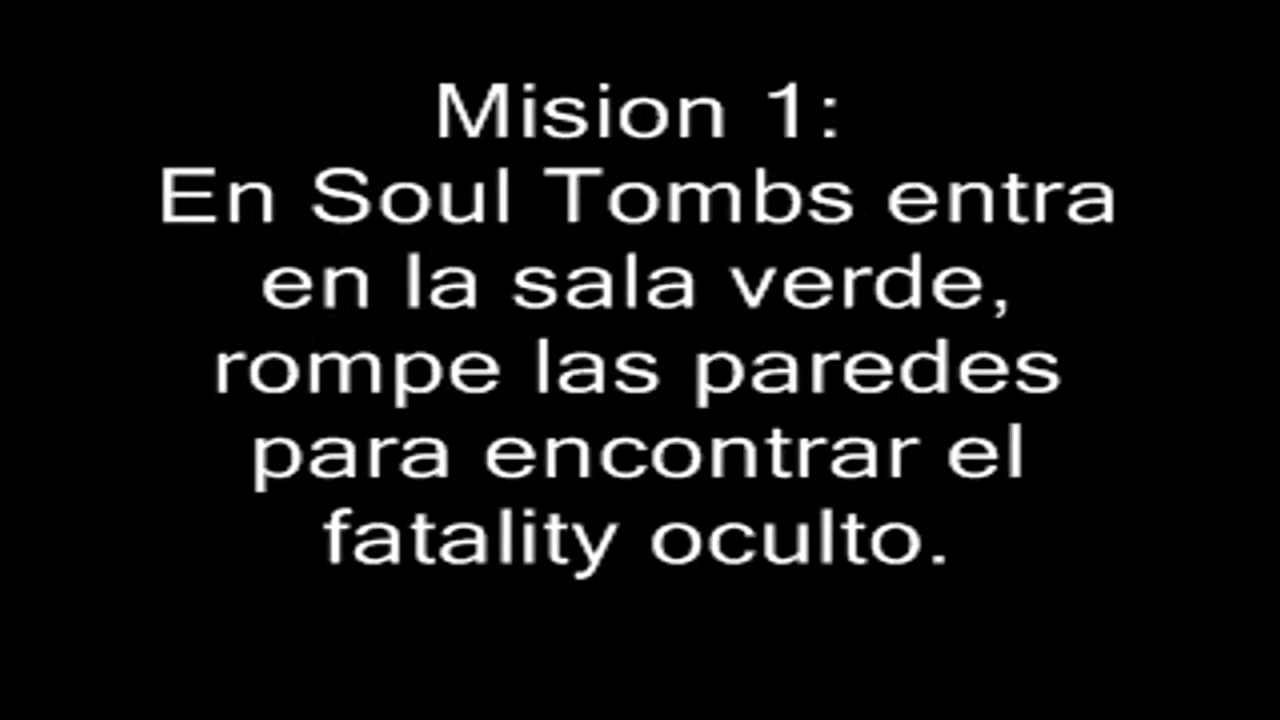 Mision 1:
En Soul Tombs entra
en la sala verde,
rompe las paredes
para encontrar el
fatality oculto.